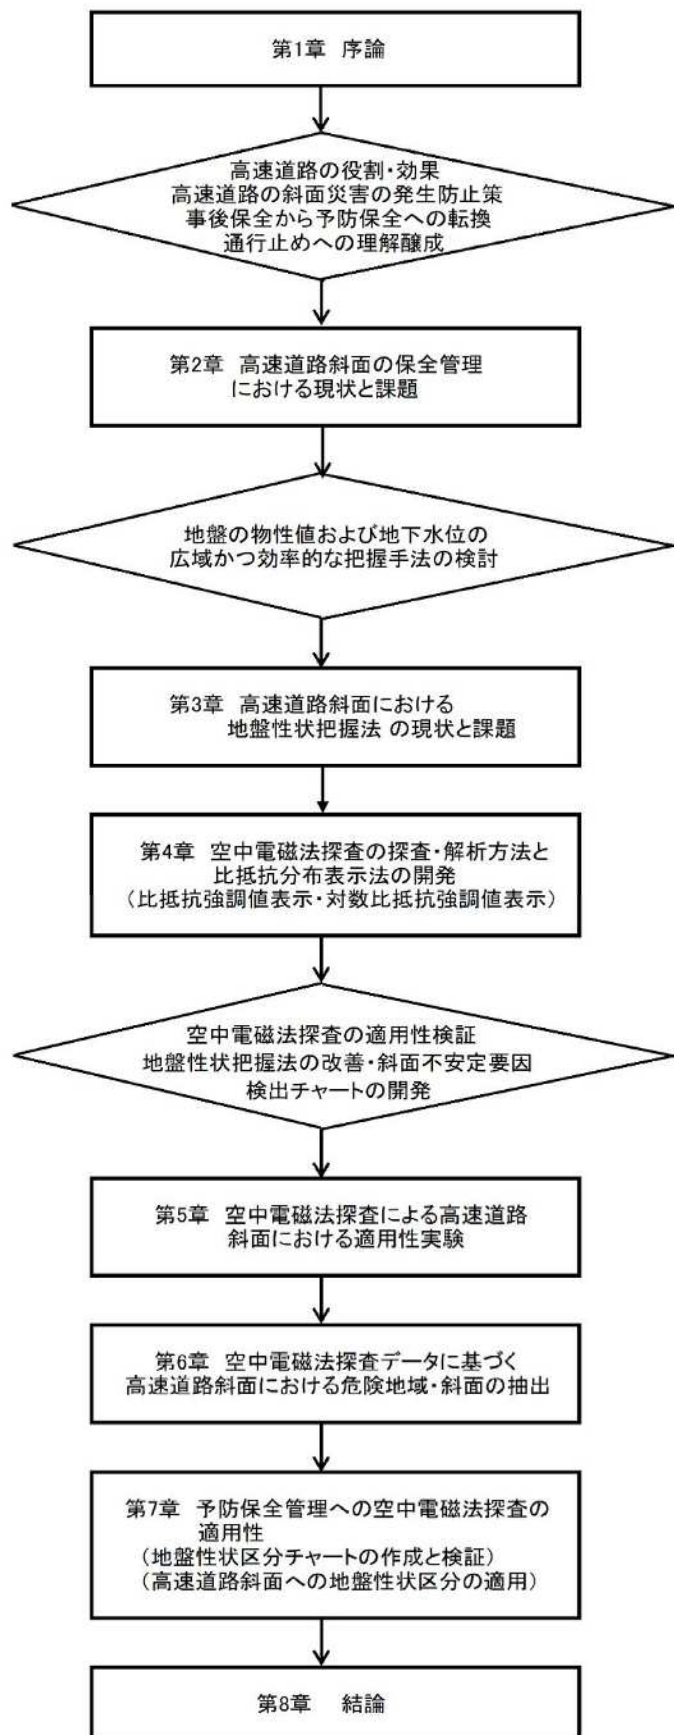 第1章 序論
高速道路の役割・効果
高速道路の斜面災害の発生防止策
事後保全から予防保全への転換
通行止めへの理解醸成
第2章 高速道路斜面の保全管理
における現状と課題
地盤の物性値および地下水位の
広域かつ効率的な把握手法の検討
第3章 高速道路斜面における
地盤性状把握法 の現状と課題
第4章 空中電磁法探査の探査・解析方法と
比抵抗分布表示法の開発
（比抵抗強調値表示・対数比抵抗強調値表示）
空中電磁法探査の適用性検証
地盤性状把握法の改善・斜面不安定要因
検出チャートの開発
第5章 空中電磁法探査による高速道路
斜面における適用性実験
第6章 空中電磁法探査データに基づく
高速道路斜面における危険地域・斜面の抽出
第7章 予防保全管理への空中電磁法探査の
適用性
（地盤性状区分チャートの作成と検証）
（高速道路斜面への地盤性状区分の適用）
第8章 結論